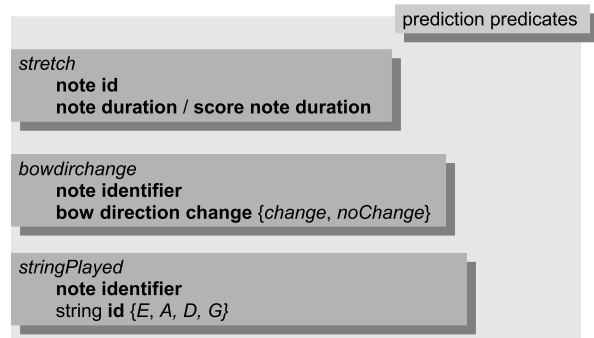 prediction predicates
stretch
note id
note duration / score note duration
bowdirchange
note identifier
bow direction change {change, noChange}
stringPlayed
note identifier
string id {E, A, D, G}